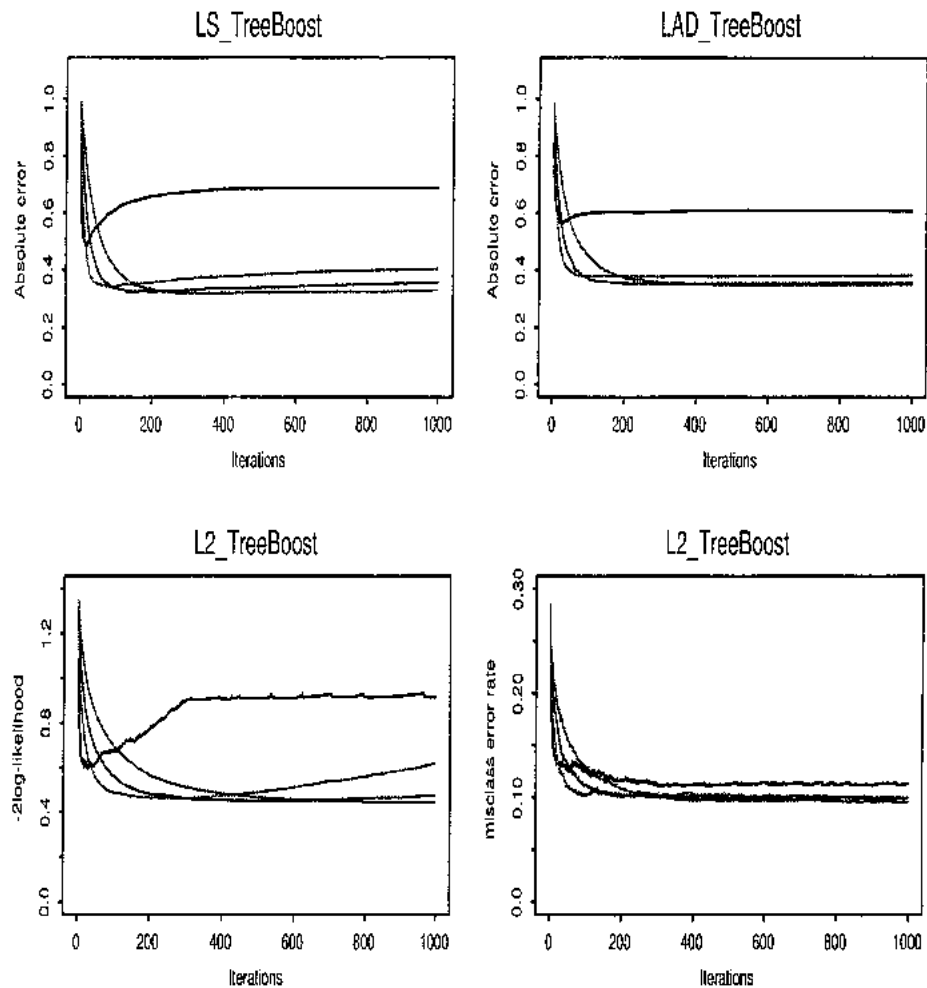 LS_TreeBoost
LAD_TreeBoost
Absolute error
0.0 0.2 0.4 0.6 0.8 1.0
0 200 400 600 800 1000
Iterations
Absolute error
0.0 0.2 0.4 0.6 0.8 1.0
0 200 400 600 800 1000
Iterations
L2_TreeBoost
L2_TreeBoost
-2log-likelihood
0.0 0.4 0.8 1.2
0 200 400 600 800 1000
Iterations
misclass error rate
0.0 0.10 0.20 0.30
0 200 400 600 800 1000
Iterations